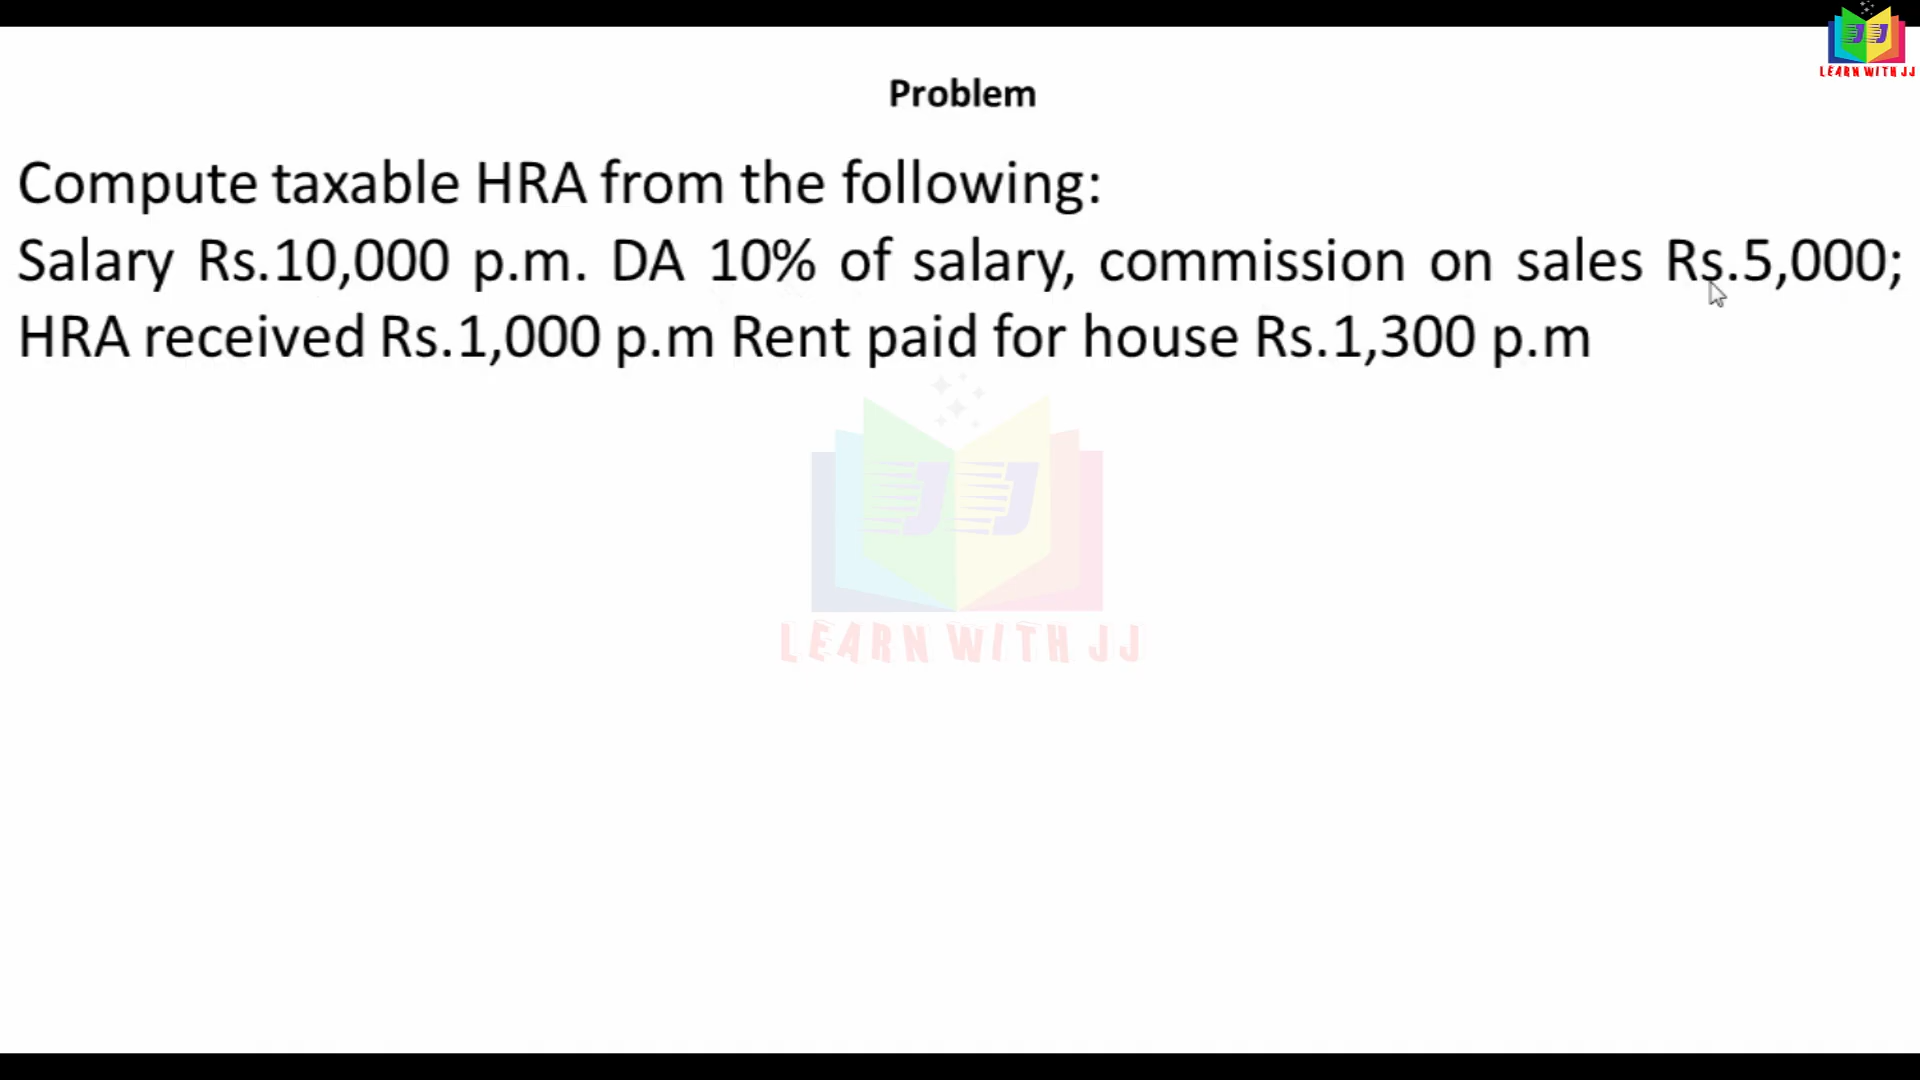 JJ
LEARN WITH JJ
Problem
Compute taxable HRA from the following:
Salary Rs.10,000 p.m. DA 10% of salary, commission on sales Rs.5,000;
HRA received Rs.1,000 p.m Rent paid for house Rs.1,300 p.m
JJ
LEARN WITH JJ